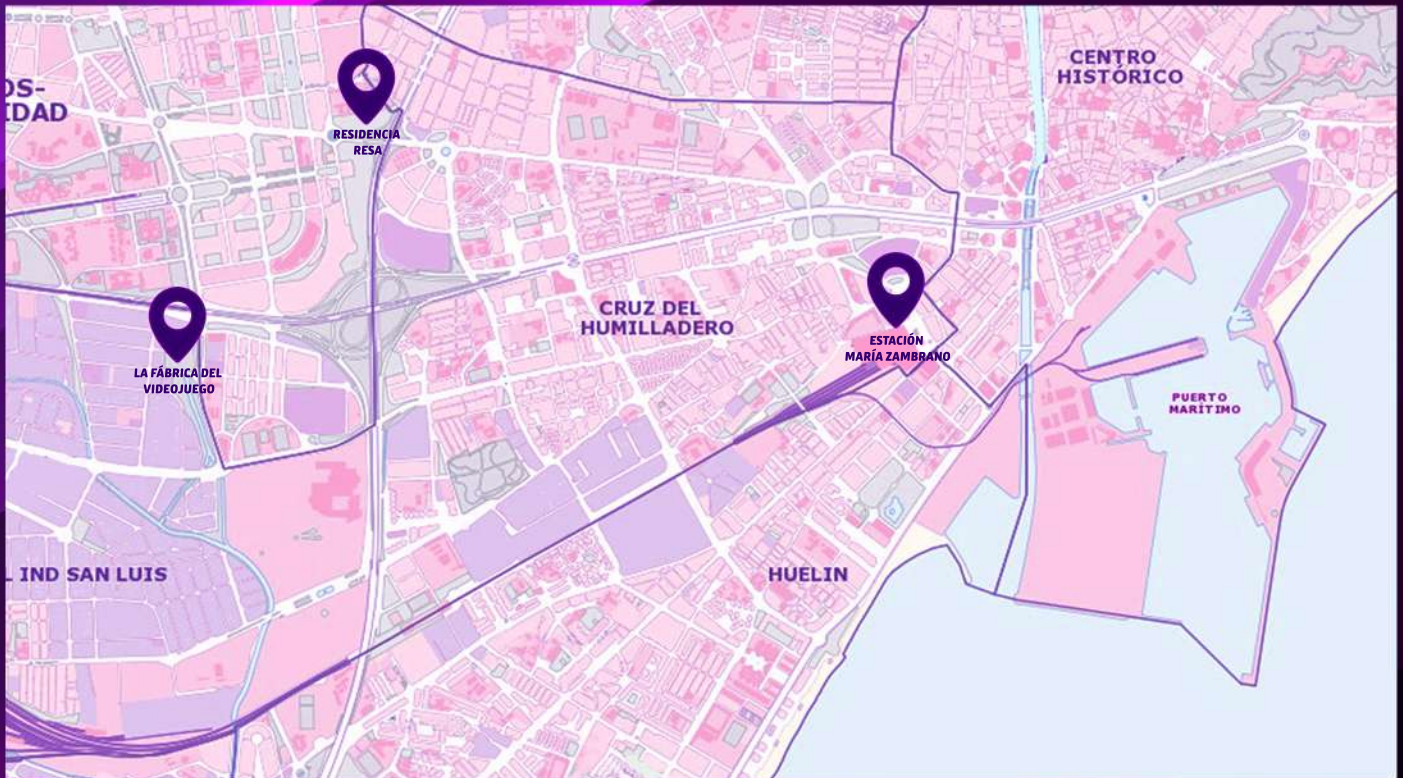 CENTRO
HISTÓRICO
OS-
IDAD
RESIDENCIA
RESA
CRUZ DEL
HUMILLADERO
ESTACIÓN
MARÍA ZAMBRANO
LA FÁBRICA DEL
VIDEOJUEGO
PUERTO
MARÍTIMO
L IND SAN LUIS
HUELIN